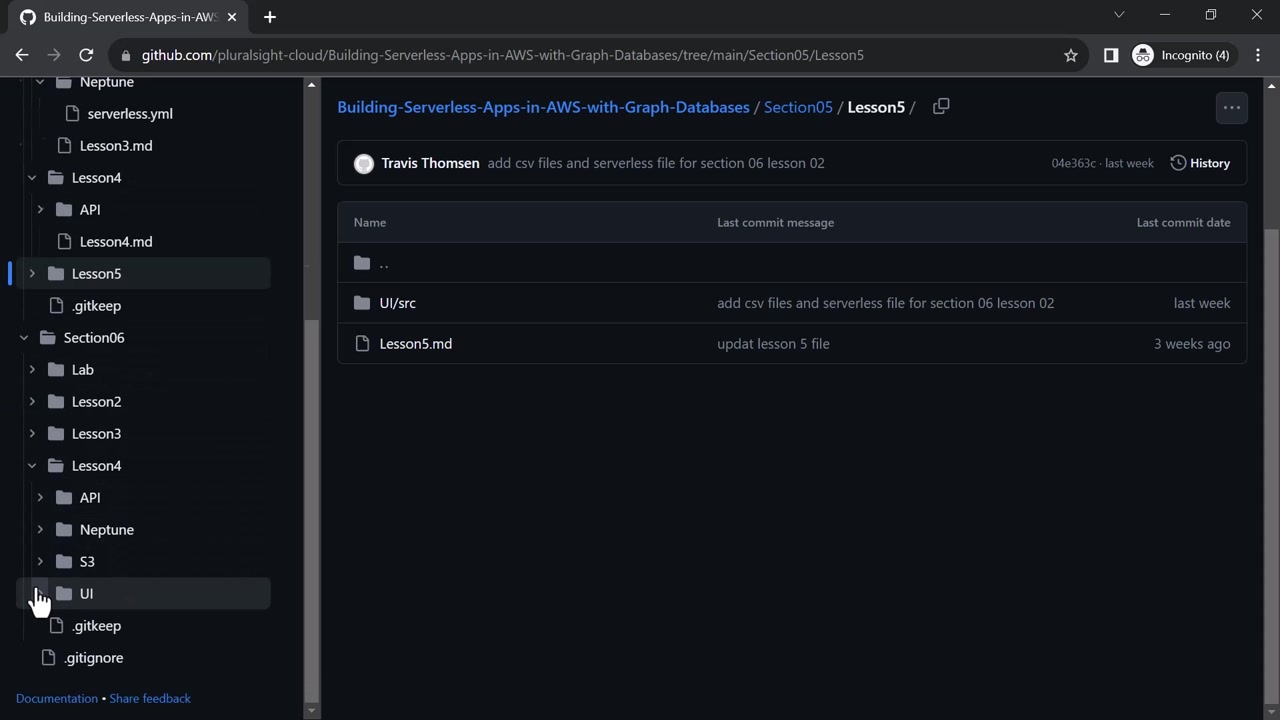 Building-Serverless-Apps-in-AWS
github.com/pluralsight-cloud/Building-Serverless-Apps-in-AWS-with-Graph-Databases/tree/main/Section05/Lesson5
Incognito (4)
Neptune
serverless.yml
Lesson3.md
Lesson4
API
Lesson4.md
Lesson5
.gitkeep
Section06
Lab
Lesson2
Lesson3
Lesson4
API
Neptune
S3
UI
.gitkeep
.gitignore
Documentation • Share feedback
Building-Serverless-Apps-in-AWS-with-Graph-Databases / Section05 / Lesson5 /
Travis Thomsen add csv files and serverless file for section 06 lesson 02 04e363c · last week History
Name Last commit message Last commit date
..
UI/src add csv files and serverless file for section 06 lesson 02 last week
Lesson5.md updat lesson 5 file 3 weeks ago